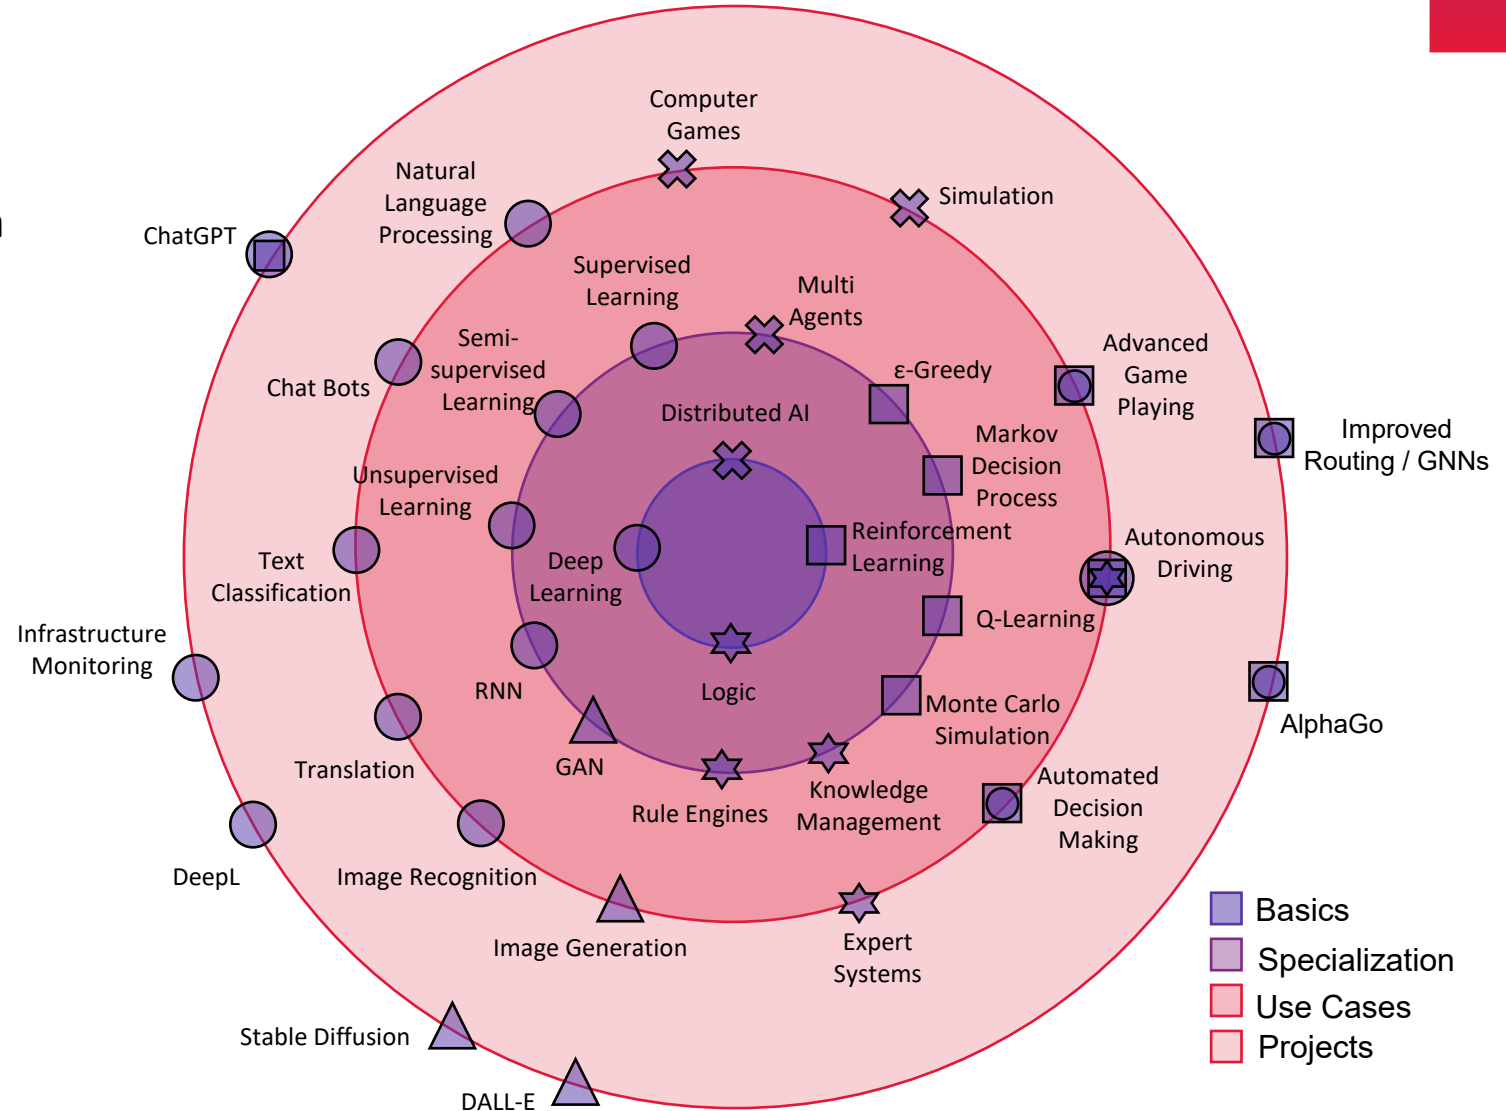 Computer
Games
Natural
Language
Processing
Simulation
ChatGPT
Supervised
Learning
Multi
Agents
Semi-
supervised
Learning
Chat Bots
ε-Greedy
Advanced
Game
Playing
Distributed AI
Markov
Decision
Process
Improved
Routing / GNNs
Unsupervised
Learning
Reinforcement
Learning
Autonomous
Driving
Text
Classification
Deep
Learning
Q-Learning
Infrastructure
Monitoring
RNN
Logic
Monte Carlo
Simulation
AlphaGo
Translation
GAN
Rule Engines
Knowledge
Management
Automated
Decision
Making
DeepL
Image Recognition
Image Generation
Expert
Systems
Stable Diffusion
DALL-E
Basics
Specialization
Use Cases
Projects